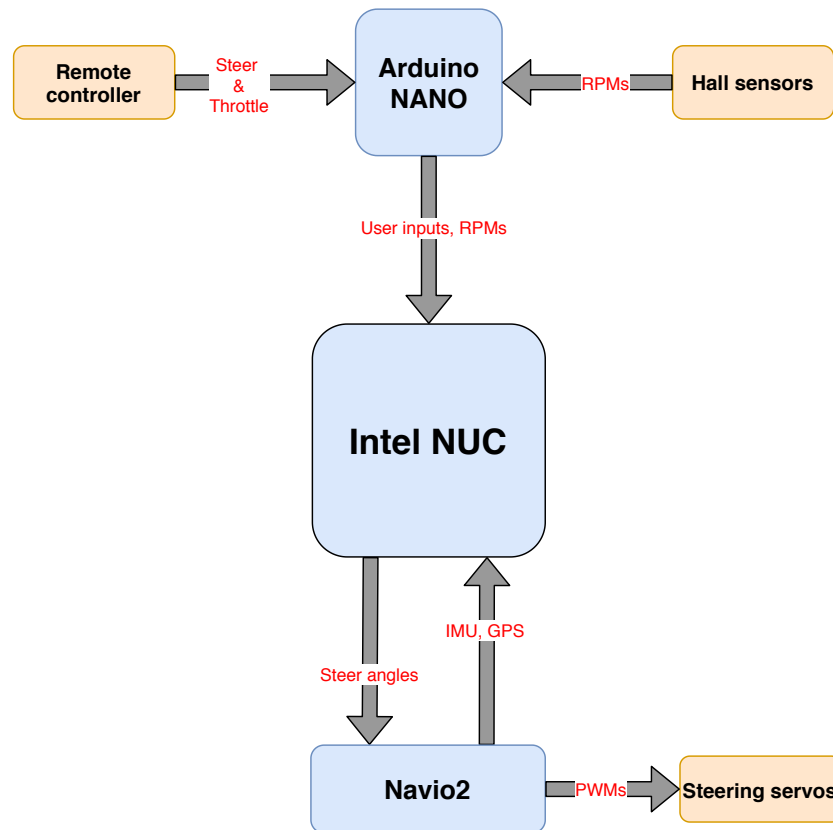 Remote
controller
Steer
&
Throttle
Arduino
NANO
RPMs
Hall sensors
User inputs, RPMs
Intel NUC
IMU, GPS
Steer angles
Navio2
PWMs
Steering servos